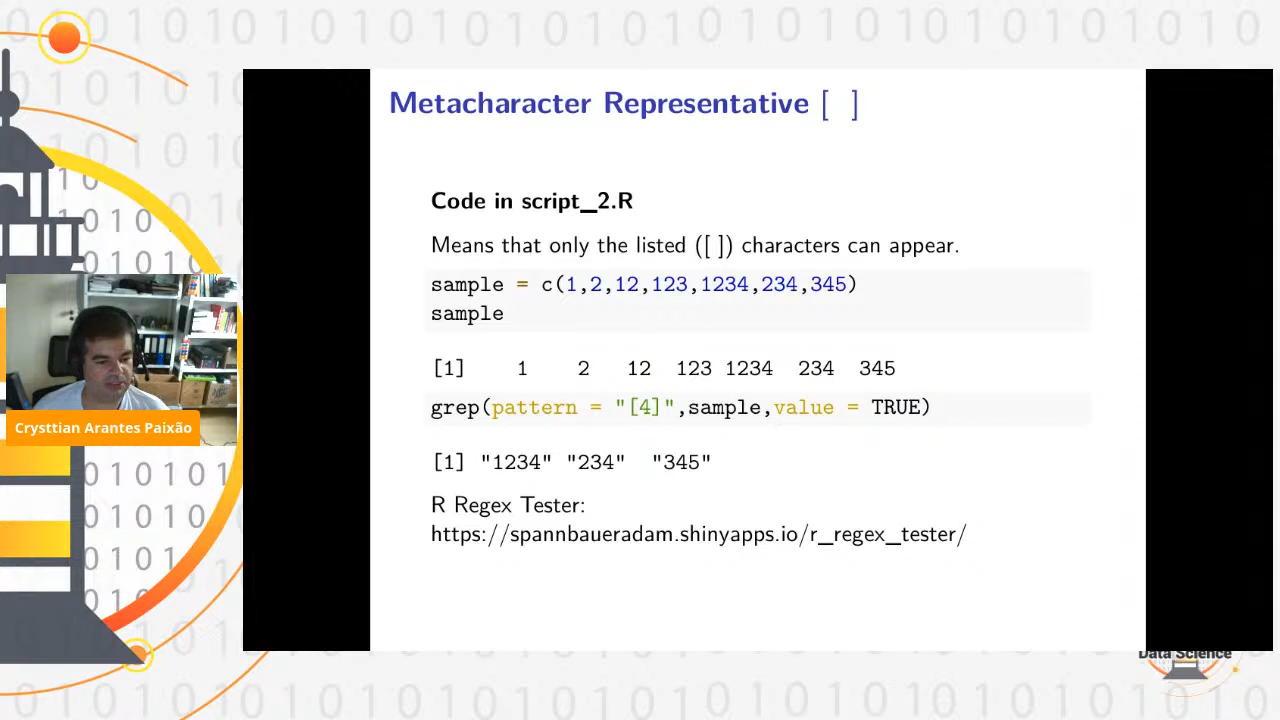 Metacharacter Representative [ ]
Code in script_2.R
Means that only the listed ([ ]) characters can appear.
sample = c(1,2,12,123,1234,234,345)
sample
[1] 1 2 12 123 1234 234 345
grep(pattern = "[4]",sample,value = TRUE)
[1] "1234" "234" "345"
R Regex Tester:
https://spannbaueradam.shinyapps.io/r_regex_tester/
Crysttian Arantes Paixão
Data Science